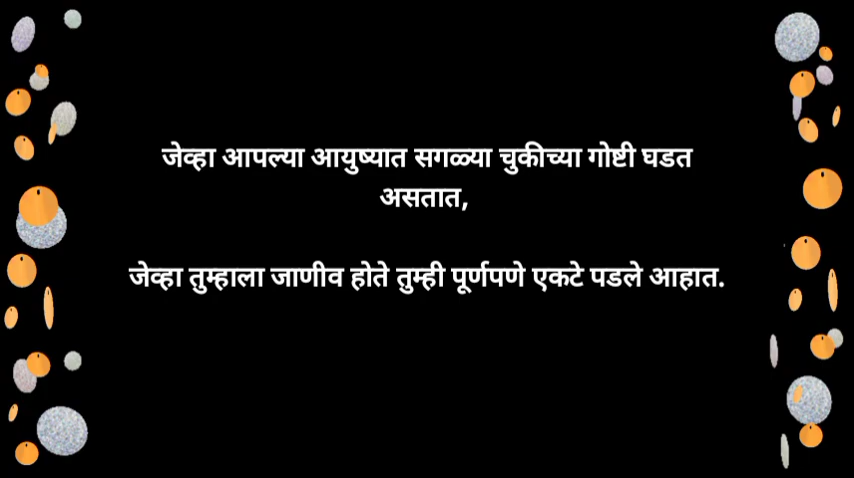 जेव्हा आपल्या आयुष्यात सगळ्या चुकीच्या गोष्टी घडत
असतात,
जेव्हा तुम्हाला जाणीव होते तुम्ही पूर्णपणे एकटे पडले आहात.